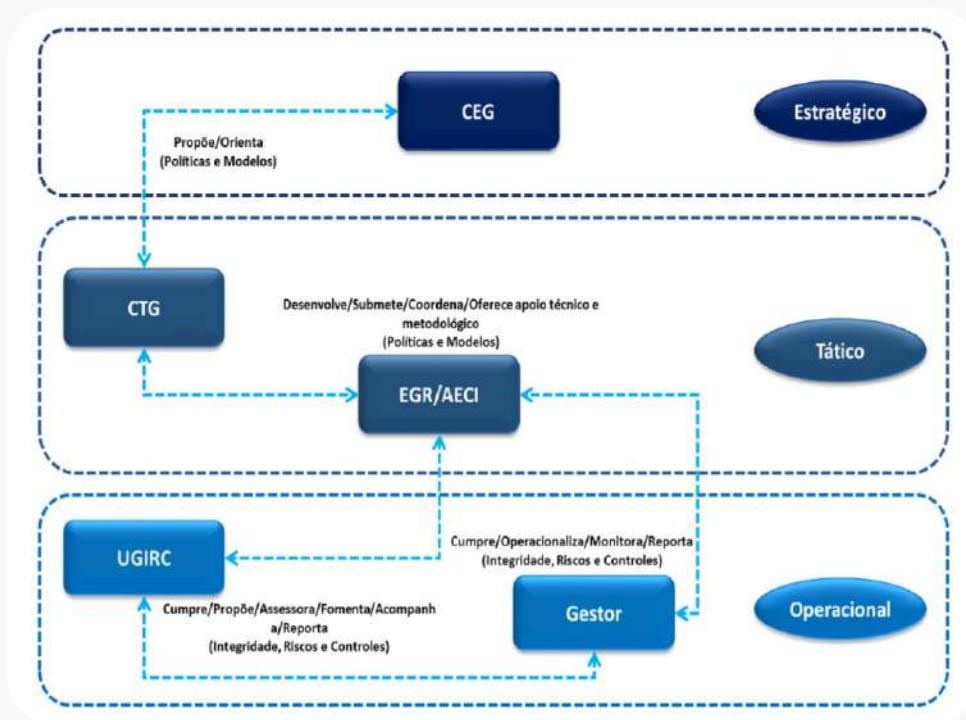 CEG
Estratégico
Propõe/Orienta
(Políticas e Modelos)
CTG
Desenvolve/Submete/Coordena/Oferece apoio técnico e
metodológico
(Políticas e Modelos)
Tático
EGR/AECI
UGIRC
Cumpre/Operacionaliza/Monitora/Reporta
(Integridade, Riscos e Controles)
Cumpre/Propõe/Assessora/Fomenta/Acompanh
a/Reporta
(Integridade, Riscos e Controles)
Gestor
Operacional